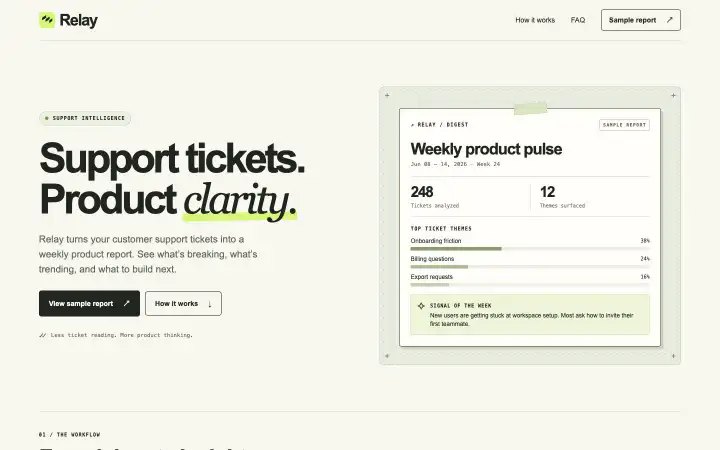 Relay
How it works
FAQ
Sample report ↗
SUPPORT INTELLIGENCE
Support tickets.
Product clarity.
Relay turns your customer support tickets into a
weekly product report. See what's breaking, what's
trending, and what to build next.
View sample report ↗
How it works ↓
Less ticket reading. More product thinking.
RELAY / DIGEST
SAMPLE REPORT
Weekly product pulse
Jun 08 – 14, 2026 · Week 24
248
Tickets analyzed
12
Themes surfaced
TOP TICKET THEMES
Onboarding friction 38%
Billing questions 24%
Export requests 16%
SIGNAL OF THE WEEK
New users are getting stuck at workspace setup. Most ask how to invite their
first teammate.
01 / THE WORKFLOW